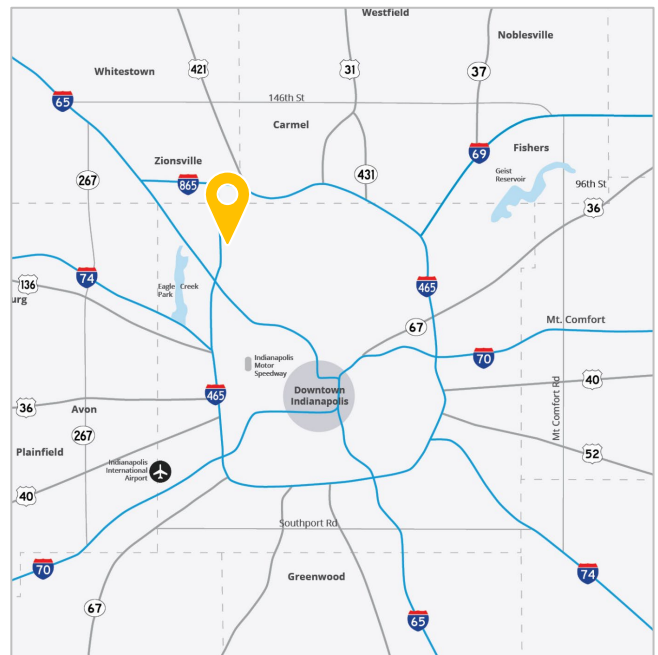 Westfield
Noblesville
Whitestown
421
31
37
65
146th St
Carmel
69
Fishers
Zionsville
Geist
Reservoir
267
865
431
96th St
36
74
136
urg
Eagle Creek
Park
465
67
Mt. Comfort
70
Indianapolis
Motor
Speedway
40
465
Downtown
Indianapolis
Mt Comfort Rd
36
Avon
267
52
Plainfield
Indianapolis
International
Airport
40
Southport Rd
70
Greenwood
74
67
65